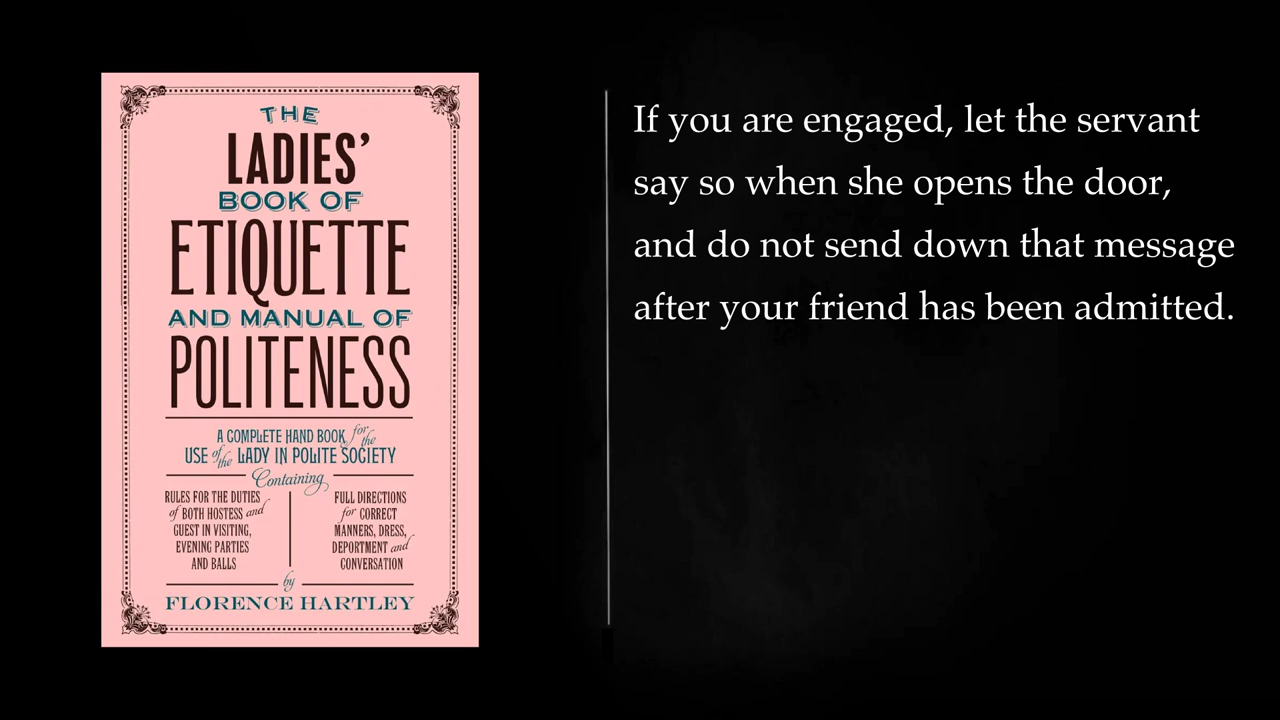 THE
LADIES’
BOOK OF
ETIQUETTE
AND MANUAL OF
POLITENESS
A COMPLETE HAND BOOK for the
USE of the LADY IN POLITE SOCIETY
Containing
RULES FOR THE DUTIES
of BOTH HOSTESS and
GUEST IN VISITING,
EVENING PARTIES
AND BALLS
FULL DIRECTIONS
for CORRECT
MANNERS, DRESS,
DEPORTMENT and
CONVERSATION
by
FLORENCE HARTLEY
If you are engaged, let the servant
say so when she opens the door,
and do not send down that message
after your friend has been admitted.